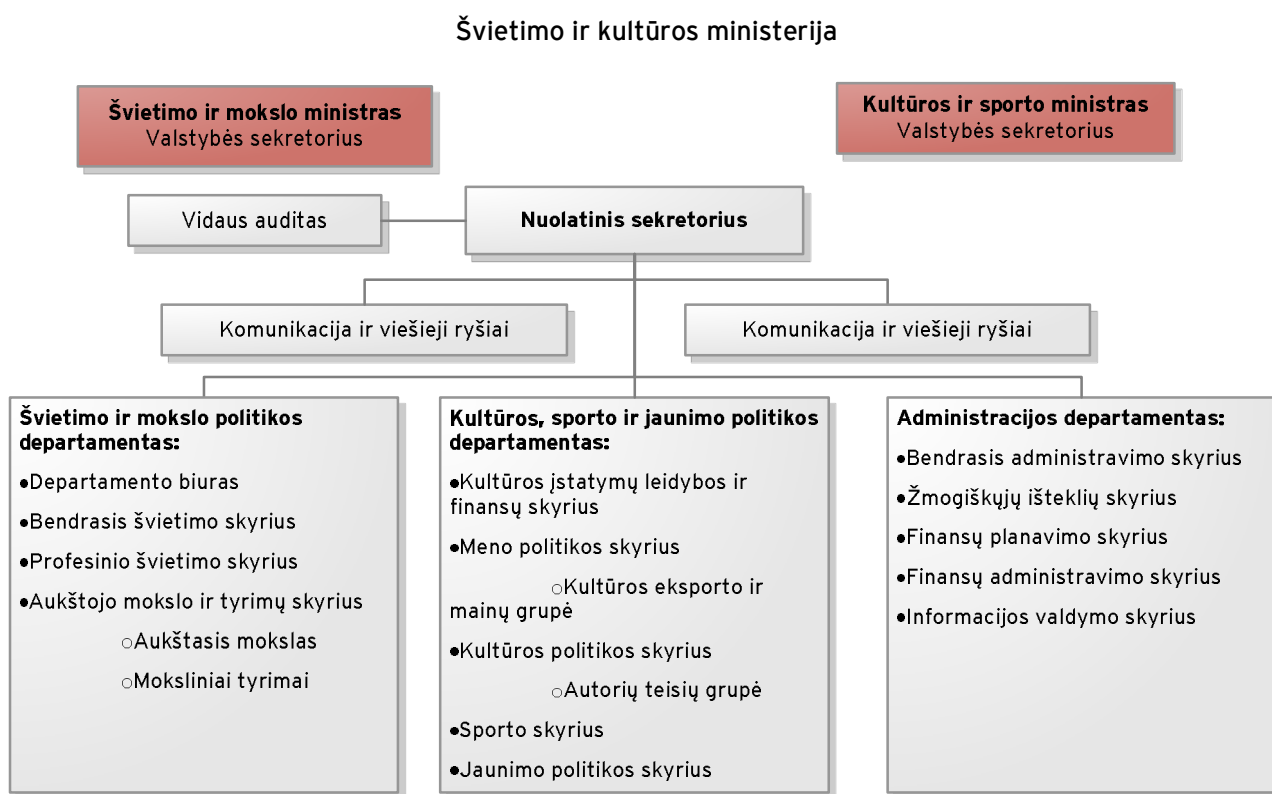 Švietimo ir kultūros ministerija
Švietimo ir mokslo ministras
Valstybės sekretorius
Kultūros ir sporto ministras
Valstybės sekretorius
Vidaus auditas
Nuolatinis sekretorius
Komunikacija ir viešieji ryšiai
Komunikacija ir viešieji ryšiai
Švietimo ir mokslo politikos
departamentas:
●Departamento biuras
●Bendrasis švietimo skyrius
●Profesinio švietimo skyrius
●Aukštojo mokslo ir tyrimų skyrius
○Aukštasis mokslas
○Moksliniai tyrimai
Kultūros, sporto ir jaunimo politikos
departamentas:
●Kultūros įstatymų leidybos ir
finansų skyrius
●Meno politikos skyrius
○Kultūros eksporto ir
mainų grupė
●Kultūros politikos skyrius
○Autorių teisių grupė
●Sporto skyrius
●Jaunimo politikos skyrius
Administracijos departamentas:
●Bendrasis administravimo skyrius
●Žmogiškųjų išteklių skyrius
●Finansų planavimo skyrius
●Finansų administravimo skyrius
●Informacijos valdymo skyrius